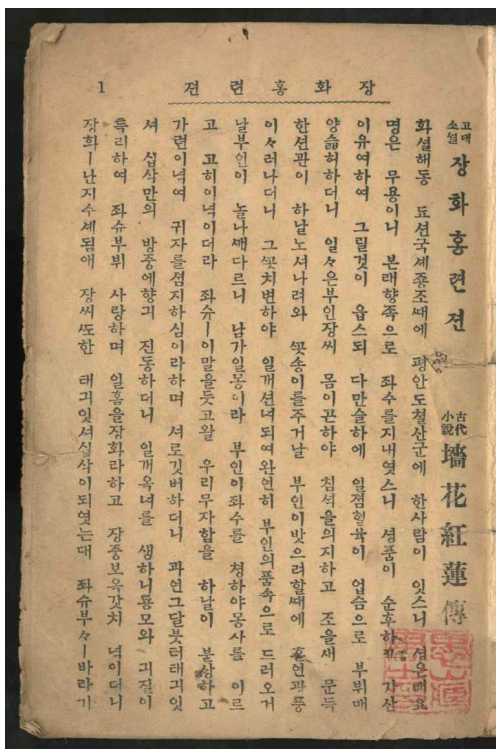 1 장화홍련젼
고대소셜 장화홍련젼 古代小說 墻花紅蓮傳
화셜해동 됴션국셰죵조때에 평안도철산군에 한사람이 잇스니 셩은배요
명은 무용이니 본래향죡으로 좌수를지내엿스니 셩품이 순후하고 가산
이유여하여 그릴것이 읍스되 다만슬하에 일졈혈육이 업슴으로 부뷔매
양슬허하더니 일々은부인장씨 몸이곤하야 침셕을의지하고 조을새 문득
한션관이 하날노셔나려와 꼿송이를주거날 부인이밧으려할때에 홀연광풍
이々러나더니 그꼿치변하야 일개션녀되여완연히 부인의품속으로 드러오거
날부인이 놀나깨다르니 남가일몽이라 부인이좌수를 쳥하야몽사를 이르
고 고히이녁이더라 좌슈ㅣ이말을듯고왈 우리무자함을 하날이 불상하고
가련이녁여 귀자를졈지하심이라하며 셔로깃버하더니 과연그달붓터태긔잇
셔 십삭만의 방즁에향긔 진동하더니 일개옥녀를 생하니용모와 긔질이
특리하여 좌슈부뷔 사랑하며 일홈을장화라하고 장즁보옥갓치 녁이더니
장화ㅣ난지수셰됨애 장씨또한 태긔잇셔십삭이되엿는대 좌슈부々ㅣ바라기